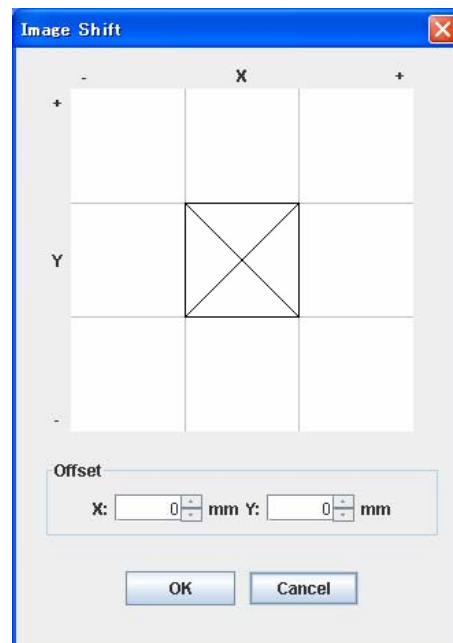 Image Shift
- X +
+
Y
-
Offset
X: 0 mm Y: 0 mm
OK Cancel